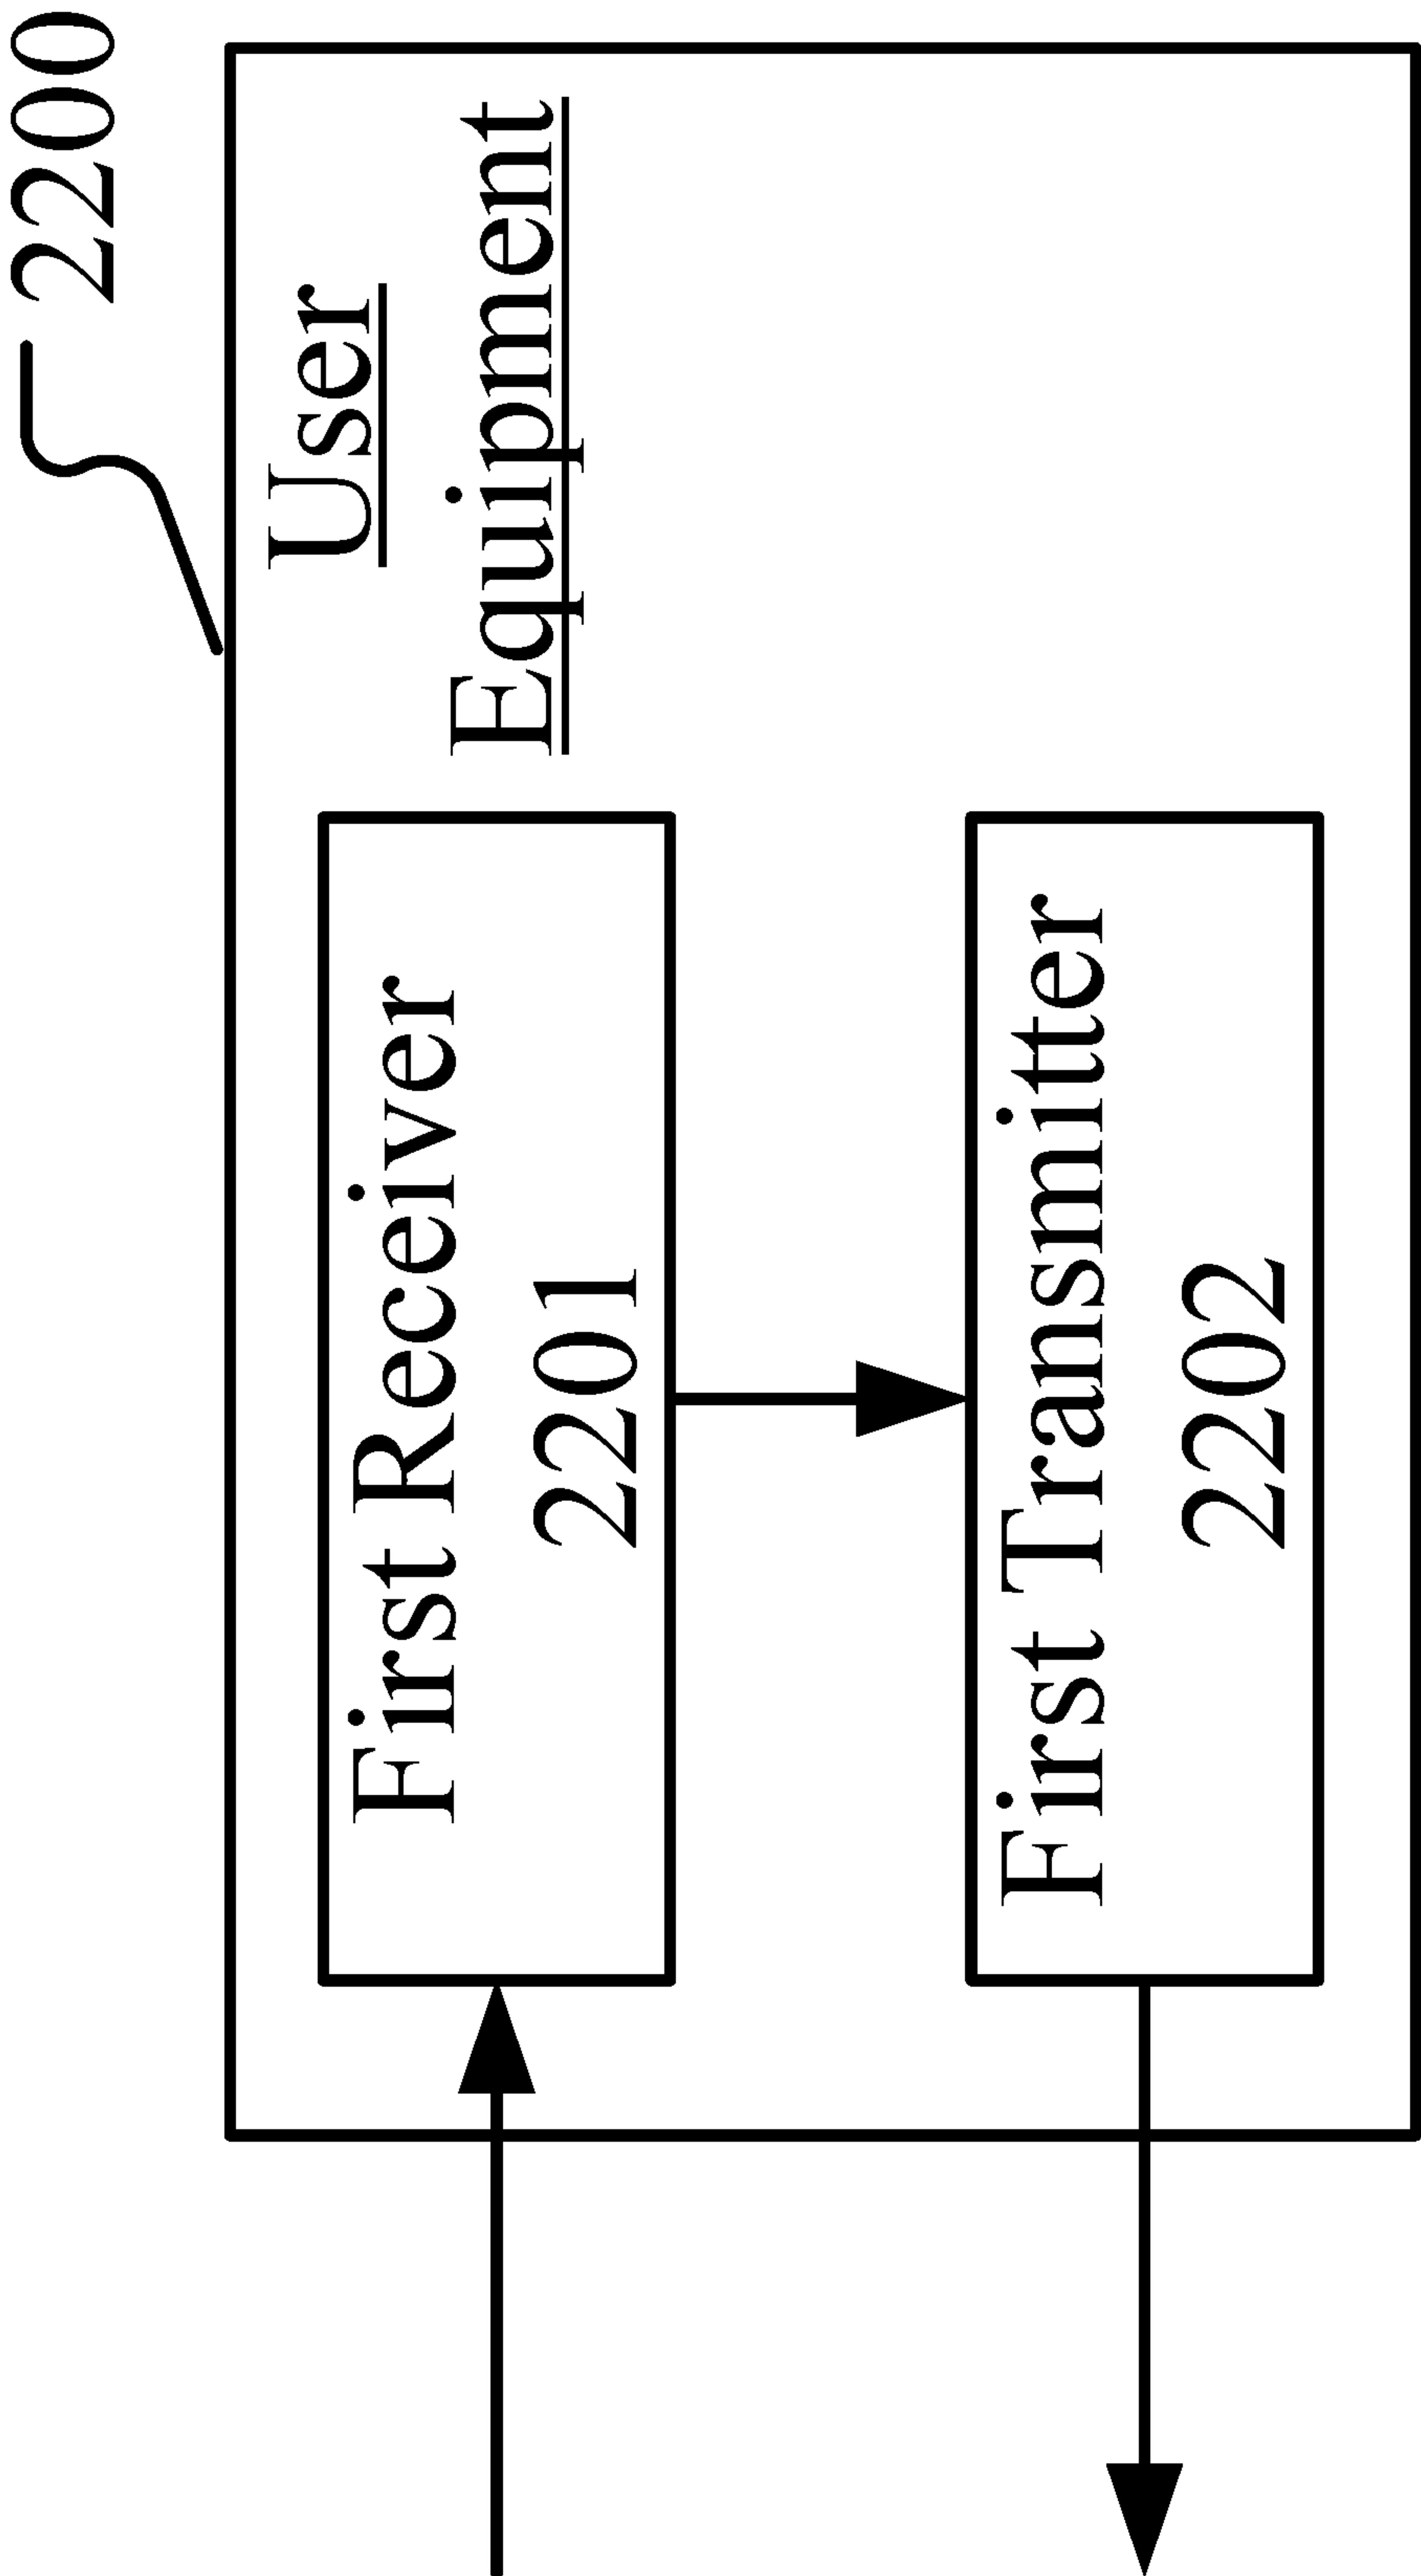 2200
User
Equipment
First Receiver
2201
First Transmitter
2202